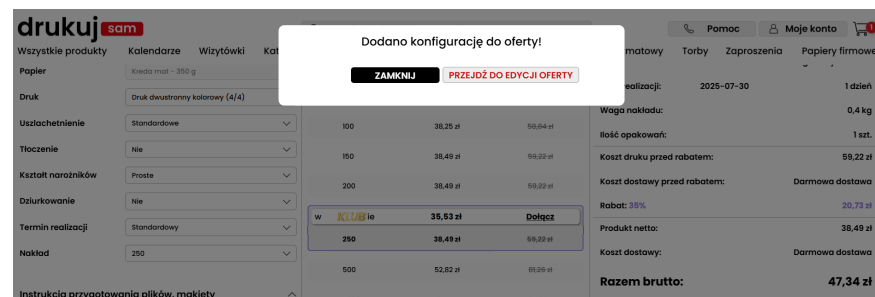 drukuj sam
Pomoc
Moje konto
1
Wszystkie produkty Kalendarze Wizytówki Torby Zaproszenia Papiery firmowe
Dodano konfigurację do oferty!
ZAMKNIJ
PRZEJDŹ DO EDYCJI OFERTY
Papier
Kreda mat - 350 g
Druk
Druk dwustronny kolorowy (4/4)
Uszlachetnienie
Standardowe
Tłoczenie
Nie
Kształt narożników
Proste
Dziurkowanie
Nie
Termin realizacji
Standardowy
Nakład
250
Instrukcja przygotowania plików, makiety
100 38,25 zł
150 38,49 zł 59,22 zł
200 38,49 zł 59,22 zł
w KLUBie 35,53 zł Dołącz
250 38,49 zł 59,22 zł
500 52,82 zł 81,26 zł
realizacji: 2025-07-30 1 dzień
Waga nakładu: 0,4 kg
Ilość opakowań: 1 szt.
Koszt druku przed rabatem: 59,22 zł
Koszt dostawy przed rabatem: Darmowa dostawa
Rabat: 35% 20,73 zł
Produkt netto: 38,49 zł
Koszt dostawy: Darmowa dostawa
Razem brutto: 47,34 zł